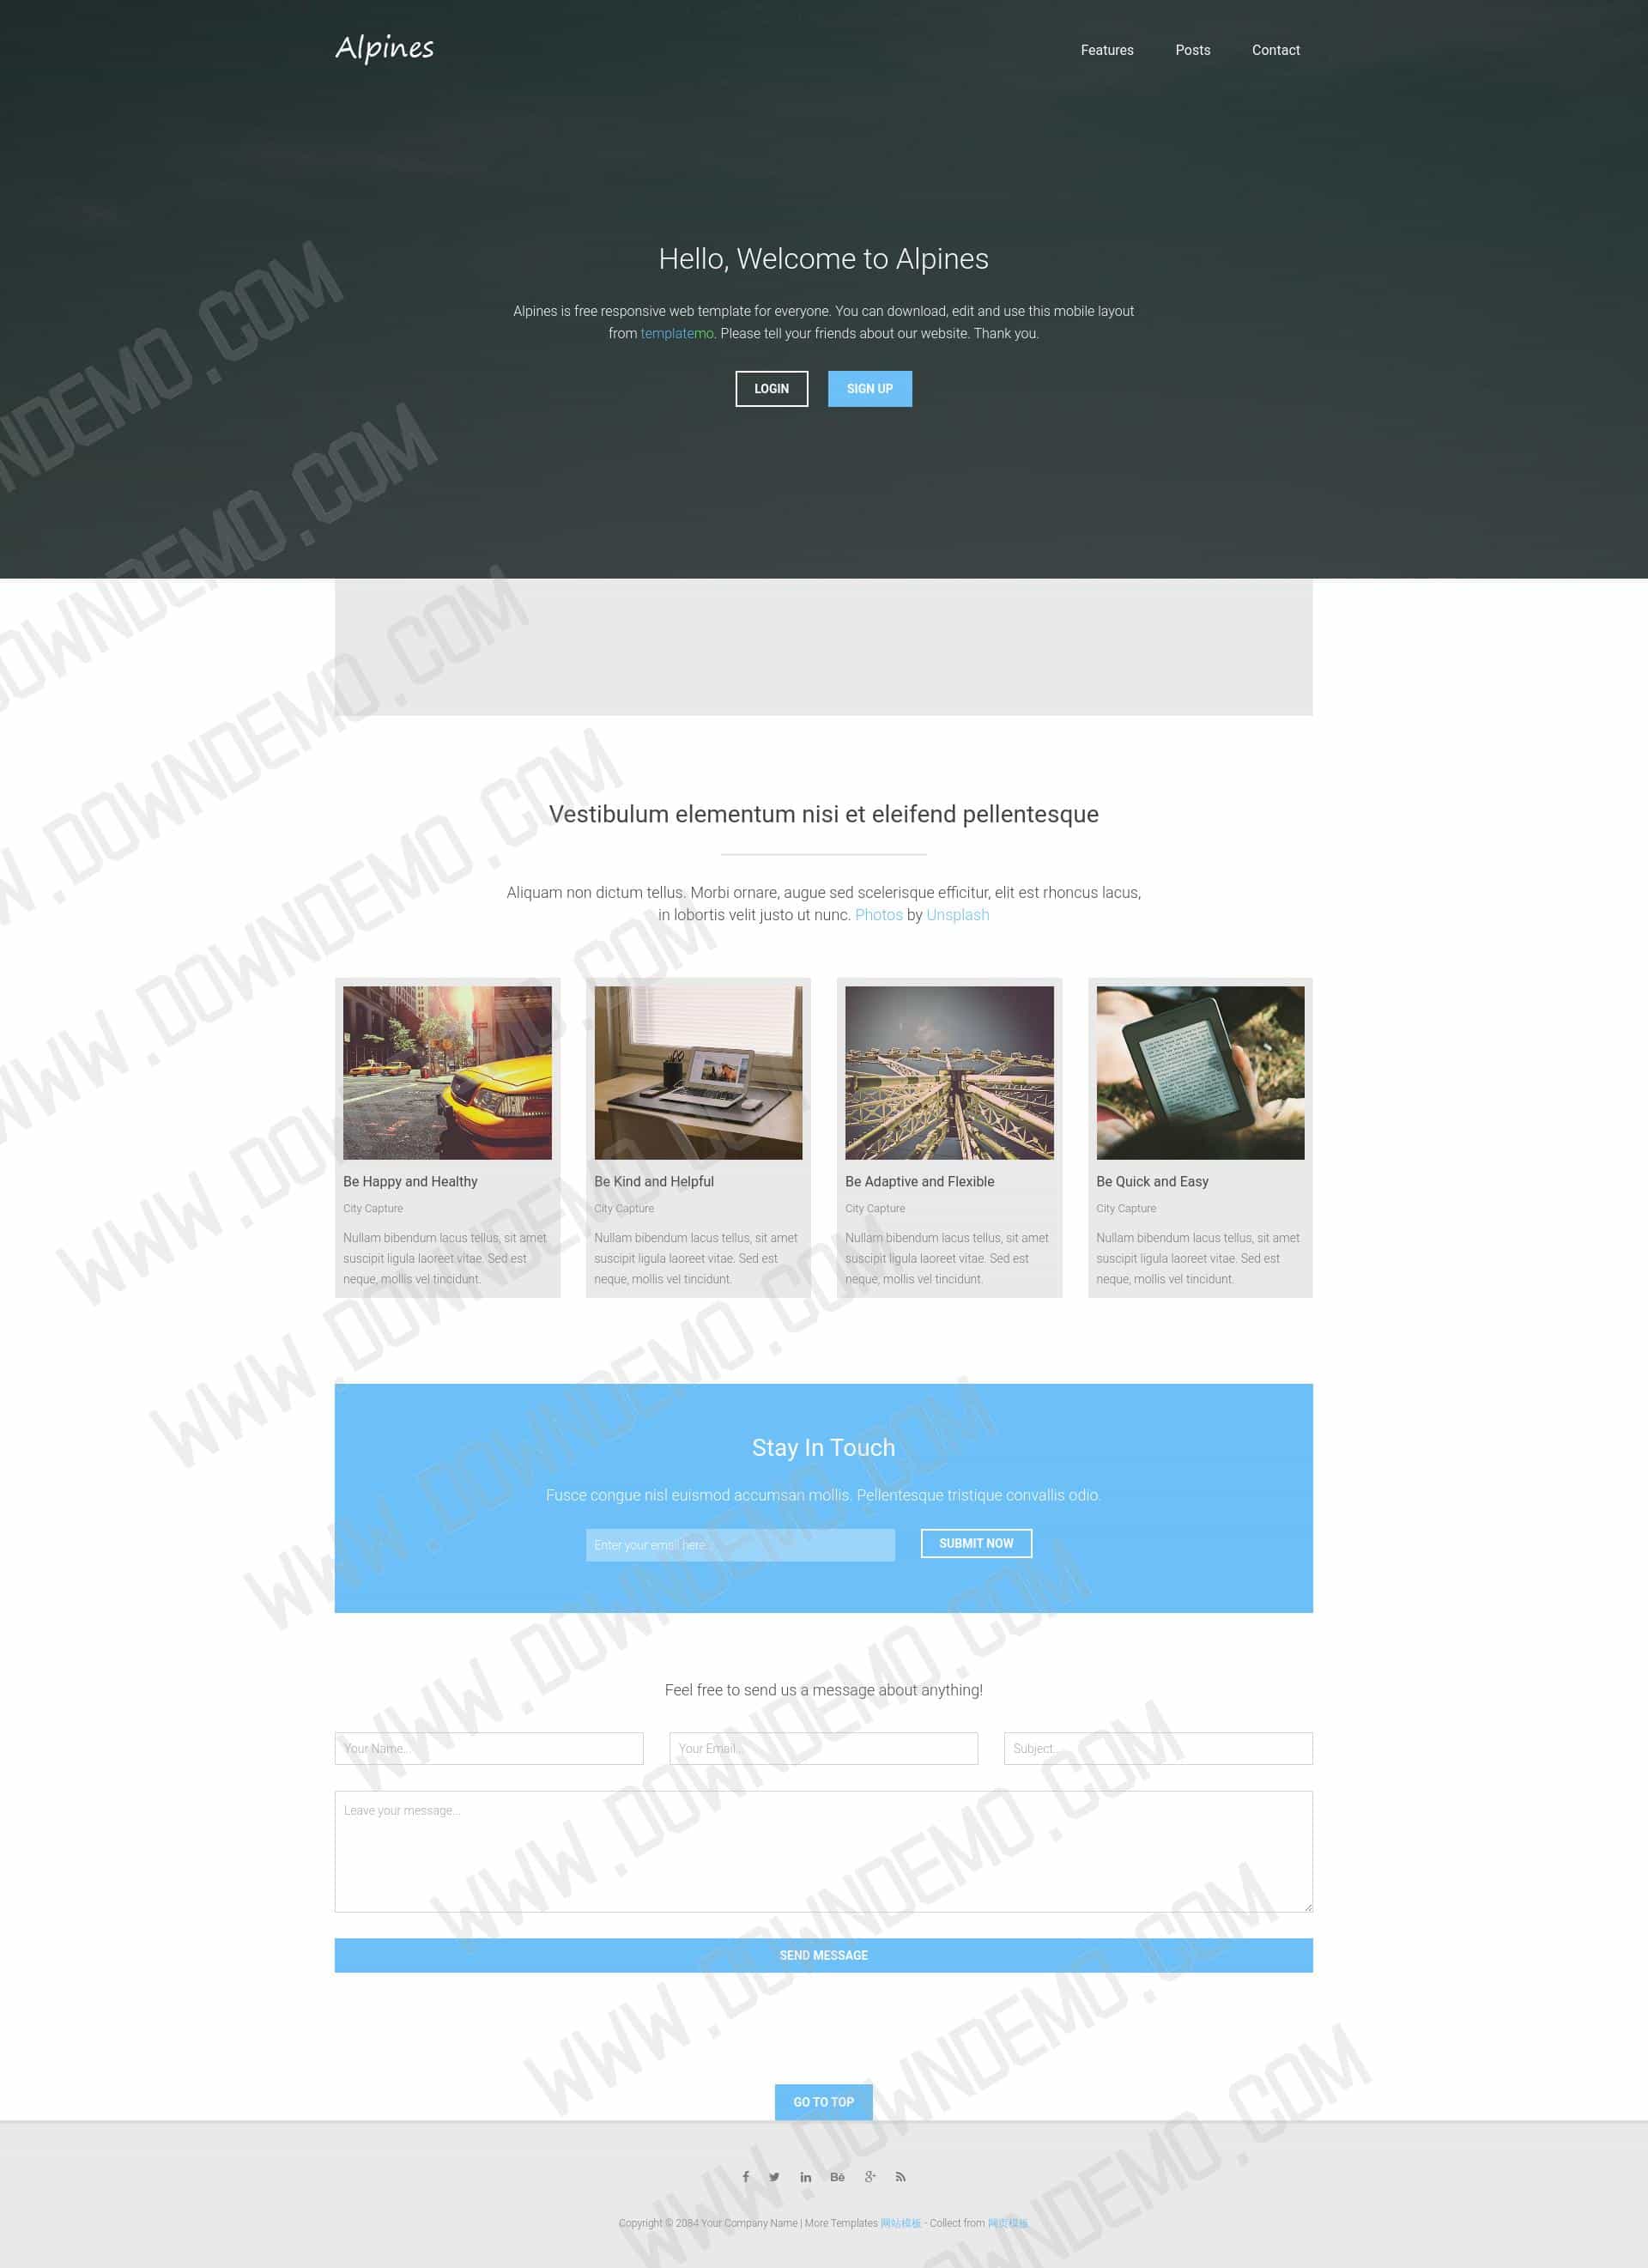 Alpines
Features Posts Contact
Hello, Welcome to Alpines
Alpines is free responsive web template for everyone. You can download, edit and use this mobile layout
from templatemo. Please tell your friends about our website. Thank you.
LOGIN SIGN UP
Vestibulum elementum nisi et eleifend pellentesque
Aliquam non dictum tellus. Morbi ornare, augue sed scelerisque efficitur, elit est rhoncus lacus,
in lobortis velit justo ut nunc. Photos by Unsplash
Be Happy and Healthy
City Capture
Nullam bibendum lacus tellus, sit amet
suscipit ligula laoreet vitae. Sed est
neque, mollis vel tincidunt.
Be Kind and Helpful
City Capture
Nullam bibendum lacus tellus, sit amet
suscipit ligula laoreet vitae. Sed est
neque, mollis vel tincidunt.
Be Adaptive and Flexible
City Capture
Nullam bibendum lacus tellus, sit amet
suscipit ligula laoreet vitae. Sed est
neque, mollis vel tincidunt.
Be Quick and Easy
City Capture
Nullam bibendum lacus tellus, sit amet
suscipit ligula laoreet vitae. Sed est
neque, mollis vel tincidunt.
Stay In Touch
Fusce congue nisl euismod accumsan mollis. Pellentesque tristique convallis odio.
Enter your email here... SUBMIT NOW
Feel free to send us a message about anything!
Your Name... Your Email... Subject...
Leave your message...
SEND MESSAGE
GO TO TOP
Copyright © 2084 Your Company Name | More Templates 网站模板 - Collect from 网页模板
WWW.DOWNDEMO.COM